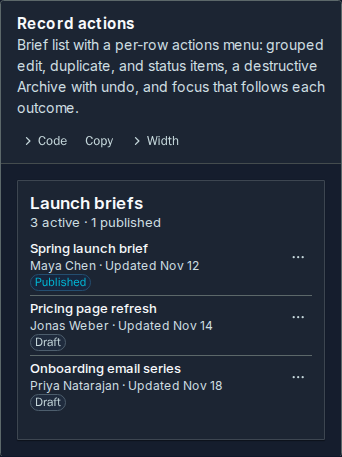 Record actions
Brief list with a per-row actions menu: grouped
edit, duplicate, and status items, a destructive
Archive with undo, and focus that follows each
outcome.
Code Copy Width
Launch briefs
3 active · 1 published
Spring launch brief
Maya Chen · Updated Nov 12
Published
Pricing page refresh
Jonas Weber · Updated Nov 14
Draft
Onboarding email series
Priya Natarajan · Updated Nov 18
Draft